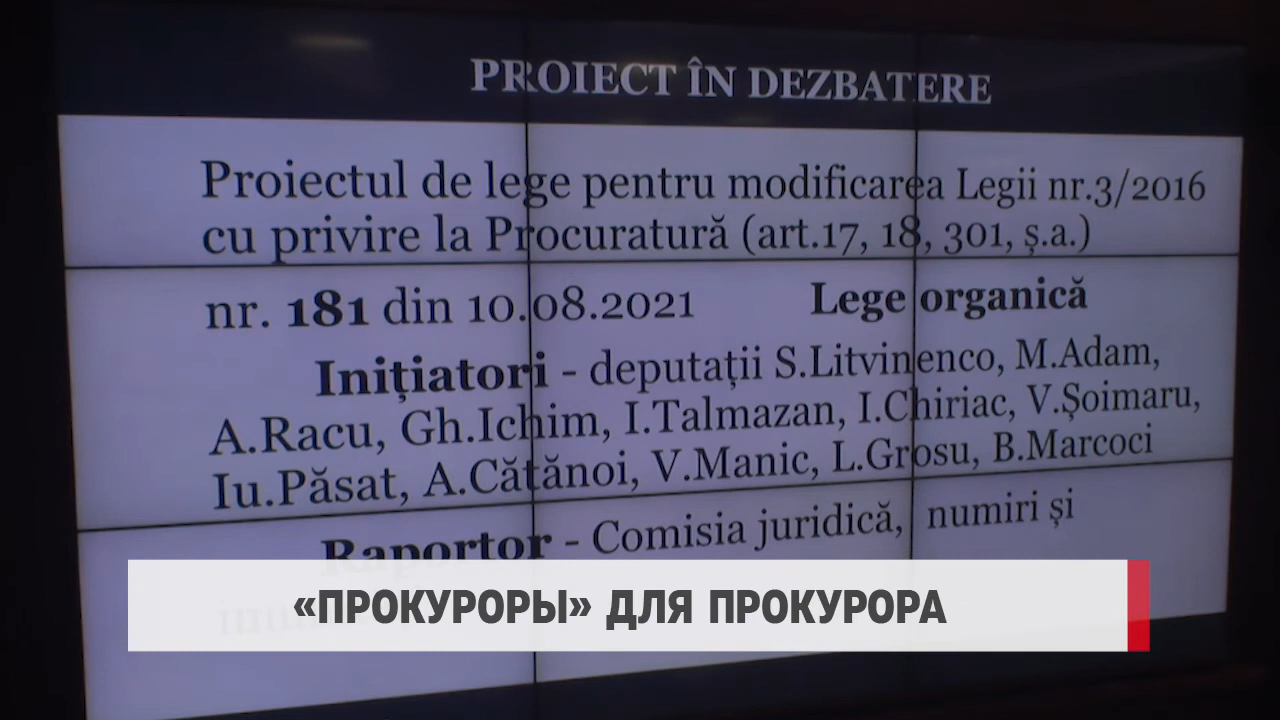 PROIECT ÎN DEZBATERE
Proiectul de lege pentru modificarea Legii nr.3/2016
cu privire la Procuratură (art.17, 18, 301, ș.a.)
nr. 181 din 10.08.2021 Lege organică
Inițiatori - deputații S.Litvinenco, M.Adam,
A.Racu, Gh.Ichim, I.Talmazan, I.Chiriac, V.Șoimaru,
Iu.Păsat, A.Cătănoi, V.Manic, L.Grosu, B.Marcoci
Raportor - Comisia juridică, numiri și
«ПРОКУРОРЫ» ДЛЯ ПРОКУРОРА